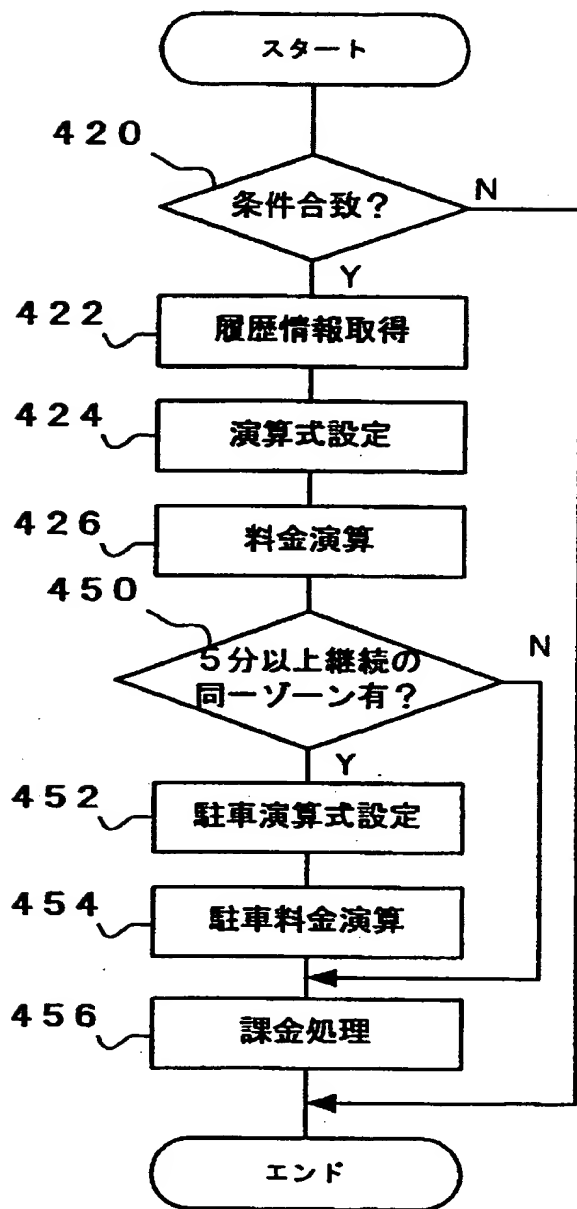 スタート
420
条件合致?
N
Y
422
履歴情報取得
424
演算式設定
426
料金演算
450
5分以上継続の
同一ゾーン有?
N
Y
452
駐車演算式設定
454
駐車料金演算
456
課金処理
エンド